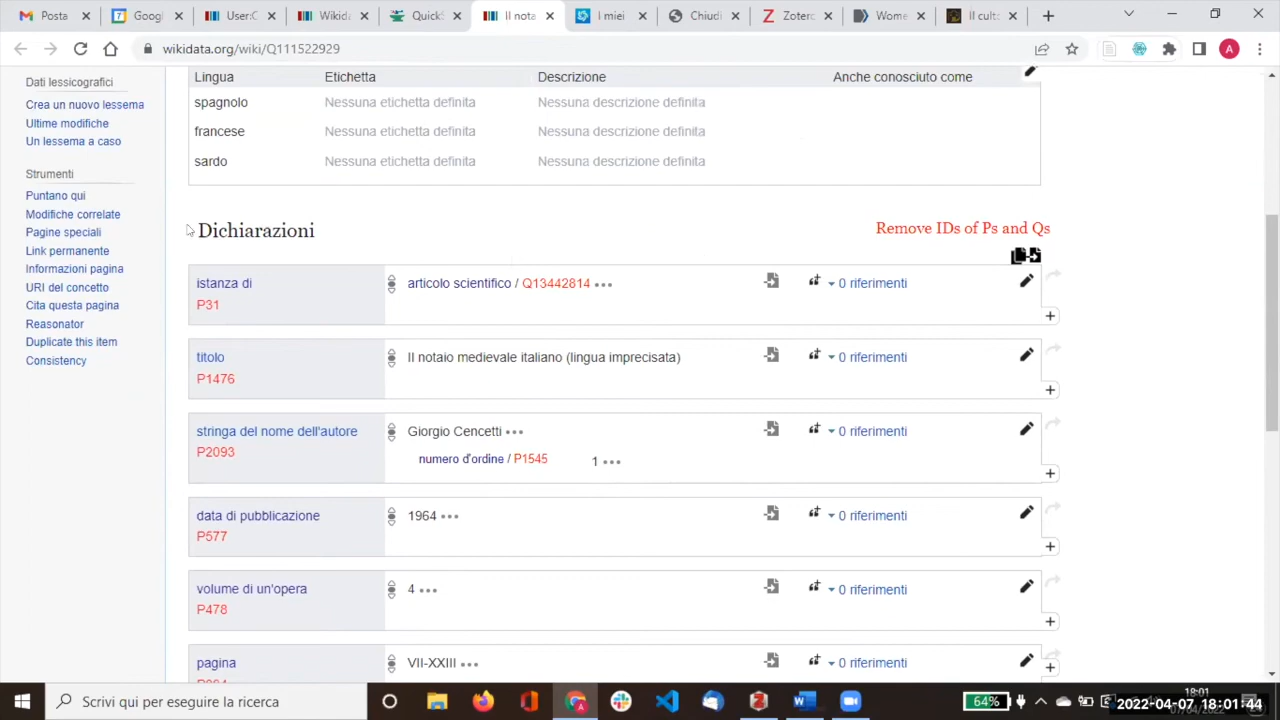 Posta
Googl
User:C
Wikida
QuickS
Il nota
I miei
Chiudi
Zotera
Wome
Il cult
wikidata.org/wiki/Q111522929
A
Dati lessicografici
Crea un nuovo lessema
Ultime modifiche
Un lessema a caso
Strumenti
Puntano qui
Modifiche correlate
Pagine speciali
Link permanente
Informazioni pagina
URI del concetto
Cita questa pagina
Reasonator
Duplicate this item
Consistency
Lingua Etichetta Descrizione Anche conosciuto come
spagnolo Nessuna etichetta definita Nessuna descrizione definita
francese Nessuna etichetta definita Nessuna descrizione definita
sardo Nessuna etichetta definita Nessuna descrizione definita
Dichiarazioni
Remove IDs of Ps and Qs
istanza di
P31
articolo scientifico / Q13442814
0 riferimenti
titolo
P1476
Il notaio medievale italiano (lingua imprecisata)
0 riferimenti
stringa del nome dell'autore
P2093
Giorgio Cencetti
numero d'ordine / P1545 1
0 riferimenti
data di pubblicazione
P577
1964
0 riferimenti
volume di un'opera
P478
4
0 riferimenti
pagina
VII-XXIII
0 riferimenti
Scrivi qui per eseguire la ricerca
64%
18:01
2022-04-07 18:01:44